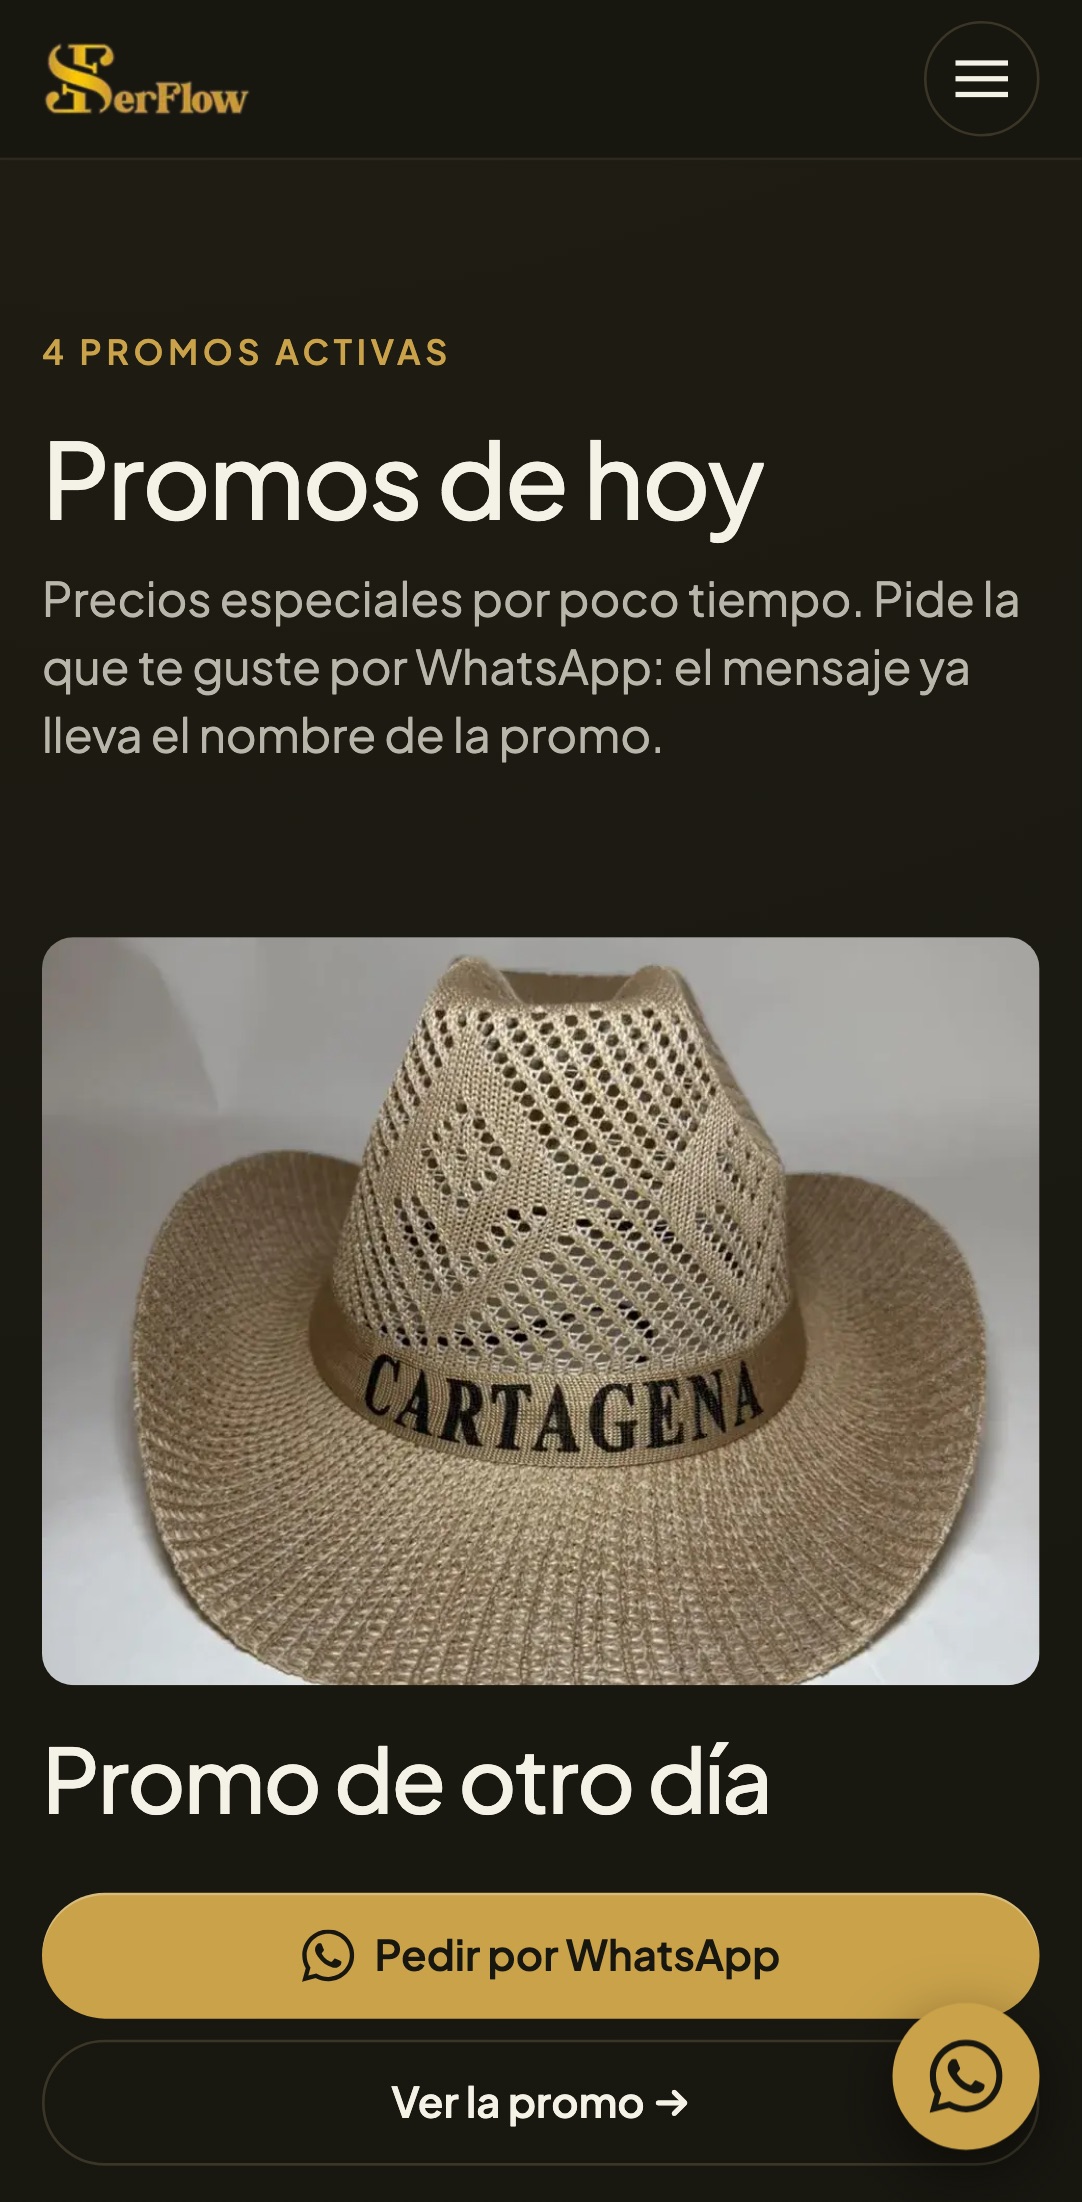 SerFlow
4 PROMOS ACTIVAS
Promos de hoy
Precios especiales por poco tiempo. Pide la
que te guste por WhatsApp: el mensaje ya
lleva el nombre de la promo.
CARTAGENA
Promo de otro día
Pedir por WhatsApp
Ver la promo →